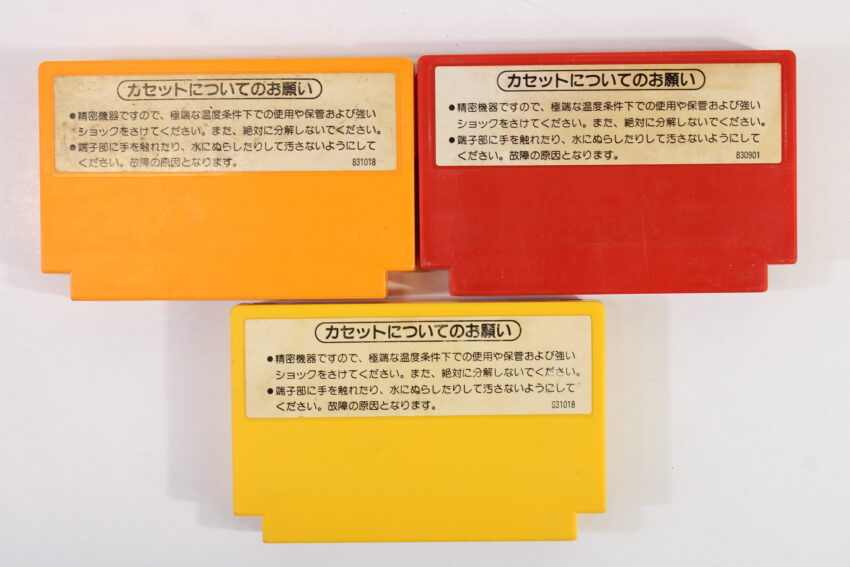 カセットについてのお願い
●精密機器ですので、極端な温度条件下での使用や保管および強い
ショックをさけてください。また、絶対に分解しないでください。
●端子部に手を触れたり、水にぬらしたりして汚さないようにして
ください。故障の原因となります。 831018
カセットについてのお願い
●精密機器ですので、極端な温度条件下での使用や保管および強い
ショックをさけてください。また、絶対に分解しないでください。
●端子部に手を触れたり、水にぬらしたりして汚さないようにして
ください。故障の原因となります。 830901
カセットについてのお願い
●精密機器ですので、極端な温度条件下での使用や保管および強い
ショックをさけてください。また、絶対に分解しないでください。
●端子部に手を触れたり、水にぬらしたりして汚さないようにして
ください。故障の原因となります。 831018